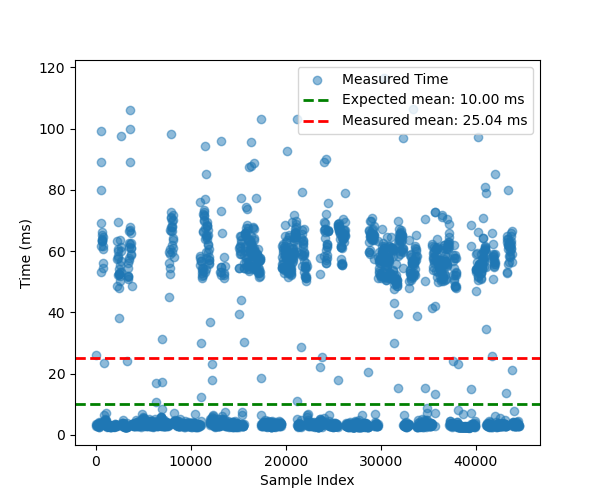 120
100
80
60
40
20
0
Time (ms)
Measured Time
Expected mean: 10.00 ms
Measured mean: 25.04 ms
0 10000 20000 30000 40000
Sample Index